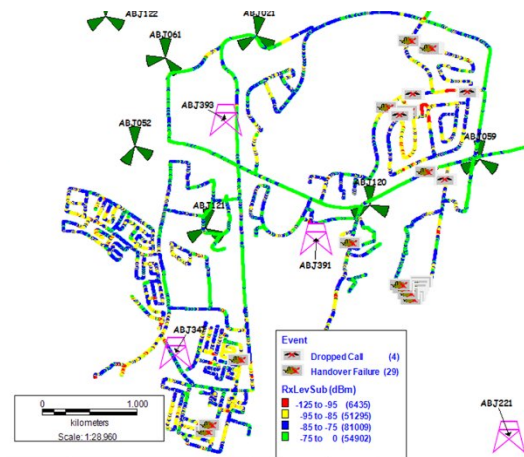 ABJ122
ABJ021
ABJ061
ABJ393
ABJ052
ABJ059
ABJ120
ABJ121
ABJ391
ABJ347
Event
Dropped Call (4)
Handover Failure (29)
RxLevSub (dBm)
-125 to -95 (6435)
-95 to -85 (51295)
-85 to -75 (81009)
-75 to 0 (54902)
0 1.000
kilometers
Scale: 1:28,960
ABJ221